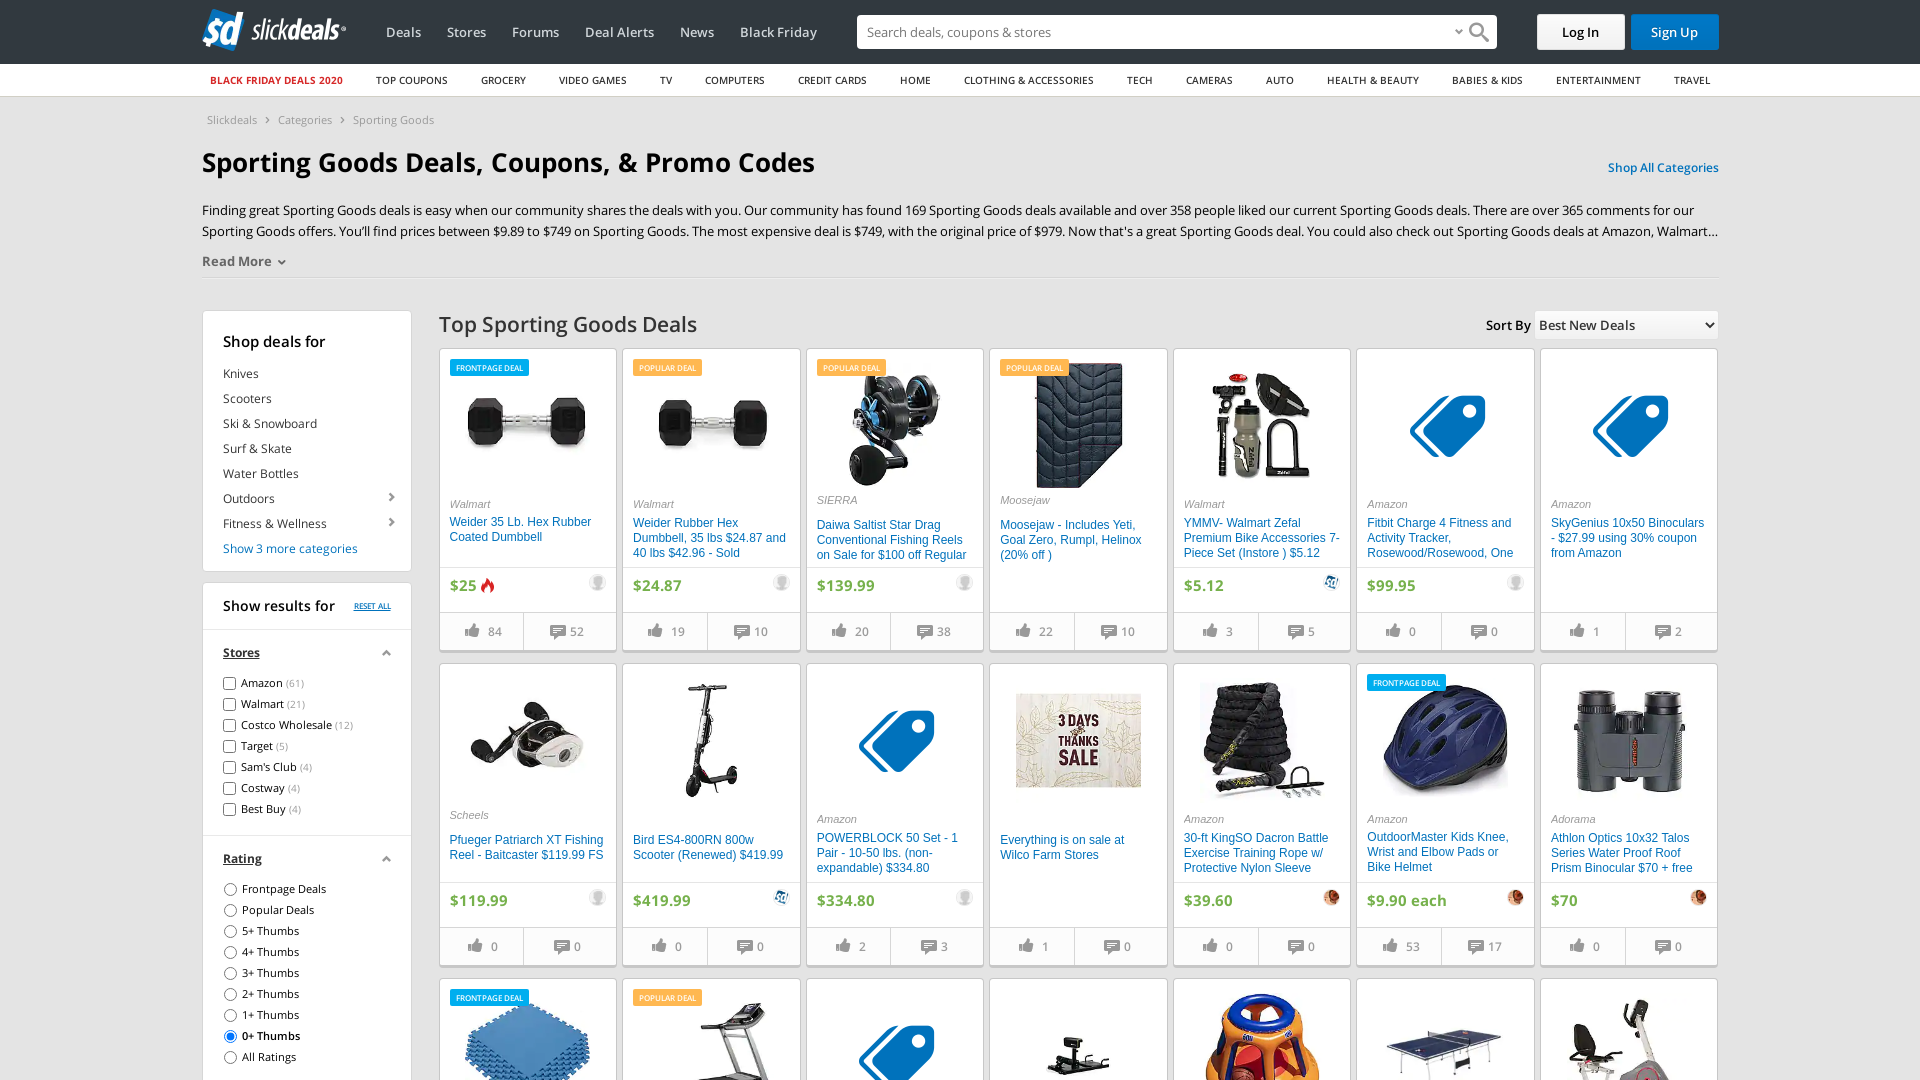 slickdeals
Deals
Stores
Forums
Deal Alerts
News
Black Friday
Search deals, coupons & stores
Log In
Sign Up
BLACK FRIDAY DEALS 2020
TOP COUPONS
GROCERY
VIDEO GAMES
TV
COMPUTERS
CREDIT CARDS
HOME
CLOTHING & ACCESSORIES
TECH
CAMERAS
AUTO
HEALTH & BEAUTY
BABIES & KIDS
ENTERTAINMENT
TRAVEL
Slickdeals
Categories
Sporting Goods
Sporting Goods Deals, Coupons, & Promo Codes
Shop All Categories
Finding great Sporting Goods deals is easy when our community shares the deals with you. Our community has found 169 Sporting Goods deals available and over 358 people liked our current Sporting Goods deals. There are over 365 comments for our
Sporting Goods offers. You’ll find prices between $9.89 to $749 on Sporting Goods. The most expensive deal is $749, with the original price of $979. Now that's a great Sporting Goods deal. You could also check out Sporting Goods deals at Amazon, Walmart…
Read More
Shop deals for
Knives
Scooters
Ski & Snowboard
Surf & Skate
Water Bottles
Outdoors
Fitness & Wellness
Show 3 more categories
Show results for
RESET ALL
Stores
Amazon (61)
Walmart (21)
Costco Wholesale (12)
Target (5)
Sam's Club (4)
Costway (4)
Best Buy (4)
Rating
Frontpage Deals
Popular Deals
5+ Thumbs
4+ Thumbs
3+ Thumbs
2+ Thumbs
1+ Thumbs
0+ Thumbs
All Ratings
Top Sporting Goods Deals
Sort By
Best New Deals
FRONTPAGE DEAL
Walmart
Weider 35 Lb. Hex Rubber
Coated Dumbbell
$25
84
52
POPULAR DEAL
Walmart
Weider Rubber Hex
Dumbbell, 35 lbs $24.87 and
40 lbs $42.96 - Sold
$24.87
19
10
POPULAR DEAL
SIERRA
Daiwa Saltist Star Drag
Conventional Fishing Reels
on Sale for $100 off Regular
$139.99
20
38
POPULAR DEAL
Moosejaw
Moosejaw - Includes Yeti,
Goal Zero, Rumpl, Helinox
(20% off )
22
10
Walmart
YMMV- Walmart Zefal
Premium Bike Accessories 7-
Piece Set (Instore ) $5.12
$5.12
3
5
Amazon
Fitbit Charge 4 Fitness and
Activity Tracker,
Rosewood/Rosewood, One
$99.95
0
0
Amazon
SkyGenius 10x50 Binoculars
- $27.99 using 30% coupon
from Amazon
1
2
Scheels
Pfueger Patriarch XT Fishing
Reel - Baitcaster $119.99 FS
$119.99
0
0
Bird ES4-800RN 800w
Scooter (Renewed) $419.99
$419.99
0
0
Amazon
POWERBLOCK 50 Set - 1
Pair - 10-50 lbs. (non-
expandable) $334.80
$334.80
2
3
3 DAYS
THANKS
SALE
Everything is on sale at
Wilco Farm Stores
1
0
Amazon
30-ft KingSO Dacron Battle
Exercise Training Rope w/
Protective Nylon Sleeve
$39.60
0
0
FRONTPAGE DEAL
Amazon
OutdoorMaster Kids Knee,
Wrist and Elbow Pads or
Bike Helmet
$9.90 each
53
17
Adorama
Athlon Optics 10x32 Talos
Series Water Proof Roof
Prism Binocular $70 + free
$70
0
0
FRONTPAGE DEAL
POPULAR DEAL